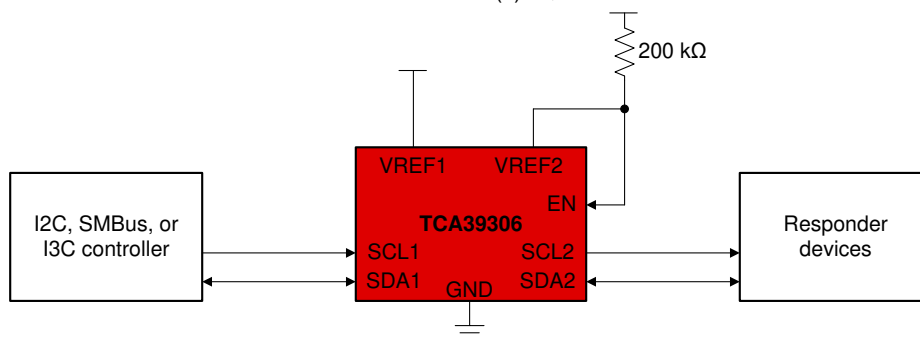 200 kΩ
VREF1
VREF2
EN
I2C, SMBus, or
I3C controller
TCA39306
Responder
devices
SCL1
SCL2
SDA1
SDA2
GND